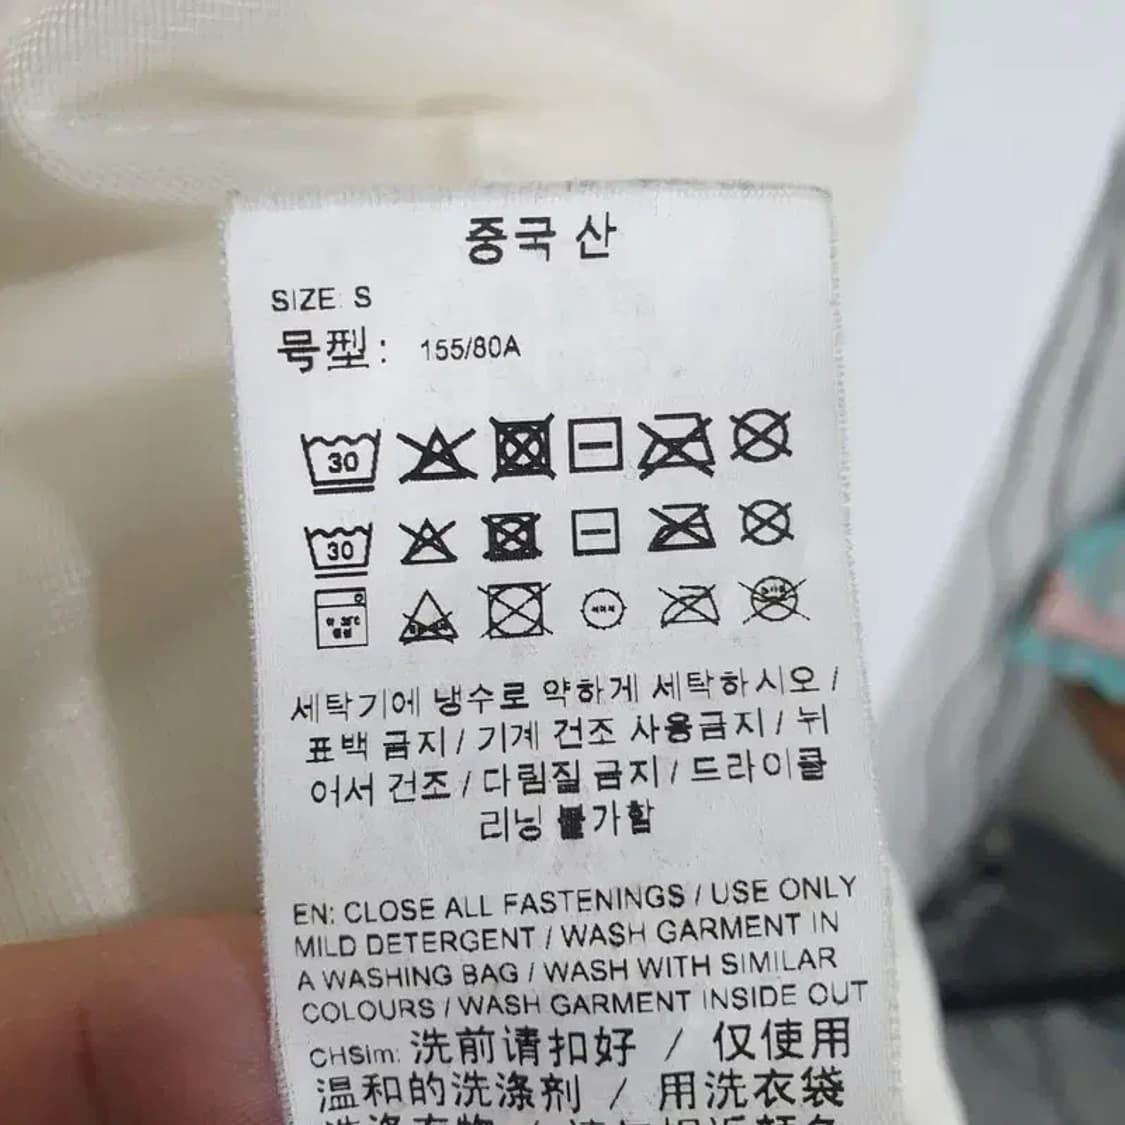 중국 산
SIZE: S
号型: 155/80A
30
30
세탁기에 냉수로 약하게 세탁하시오 /
표백 금지 / 기계 건조 사용금지 / 뉘
어서 건조 / 다림질 금지 / 드라이클
리닝 불가함
EN: CLOSE ALL FASTENINGS / USE ONLY
MILD DETERGENT / WASH GARMENT IN
A WASHING BAG / WASH WITH SIMILAR
COLOURS / WASH GARMENT INSIDE OUT
CHSim: 洗前请扣好 / 仅使用
温和的洗涤剂 / 用洗衣袋